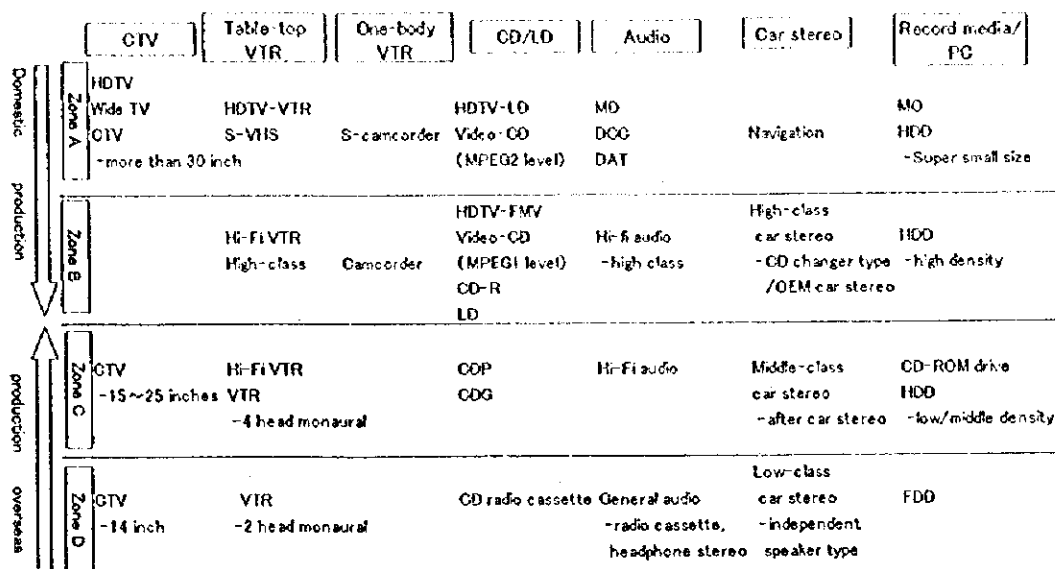 CTV
Table-top
VTR
One-body
VTR
CD/LD
Audio
Car stereo
Record media/
PC
Domestic production
Zone A
HDTV
Wide TV
CTV
-more than 30 inch
HDTV-VTR
S-VHS
S-camcorder
HDTV-LD
Video-CD
(MPEG2 level)
MD
DCC
DAT
Navigation
MO
HDD
-Super small size
Zone B
Hi-Fi VTR
High-class
Camcorder
HDTV-FMV
Video-CD
(MPEG1 level)
CD-R
LD
Hi-fi audio
-high class
High-class
car stereo
-CD changer type
/OEM car stereo
HDD
-high density
production overseas
Zone C
CTV
-15~25 inches
Hi-Fi VTR
VTR
-4 head monaural
CDP
CDG
Hi-Fi audio
Middle-class
car stereo
-after car stereo
CD-ROM drive
HDD
-low/middle density
Zone D
CTV
-14 inch
VTR
-2 head monaural
CD radio cassette
General audio
-radio cassette,
headphone stereo
Low-class
car stereo
-independent
speaker type
FDD